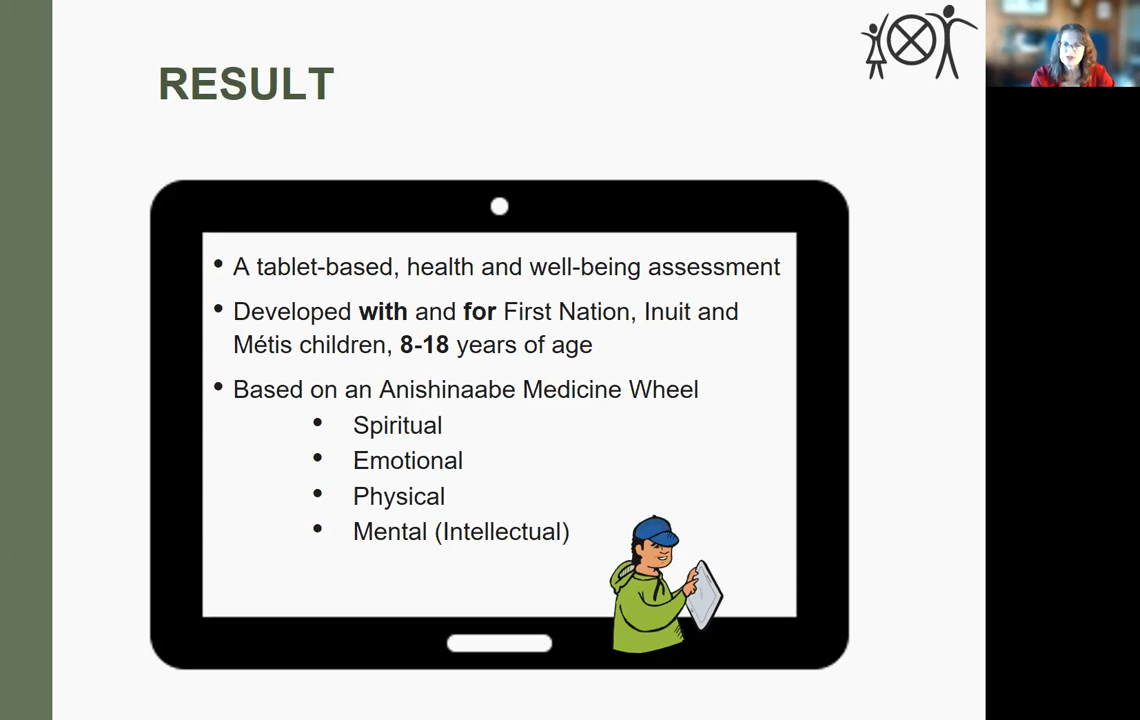 RESULT
• A tablet-based, health and well-being assessment
• Developed with and for First Nation, Inuit and
Métis children, 8-18 years of age
• Based on an Anishinaabe Medicine Wheel
• Spiritual
• Emotional
• Physical
• Mental (Intellectual)